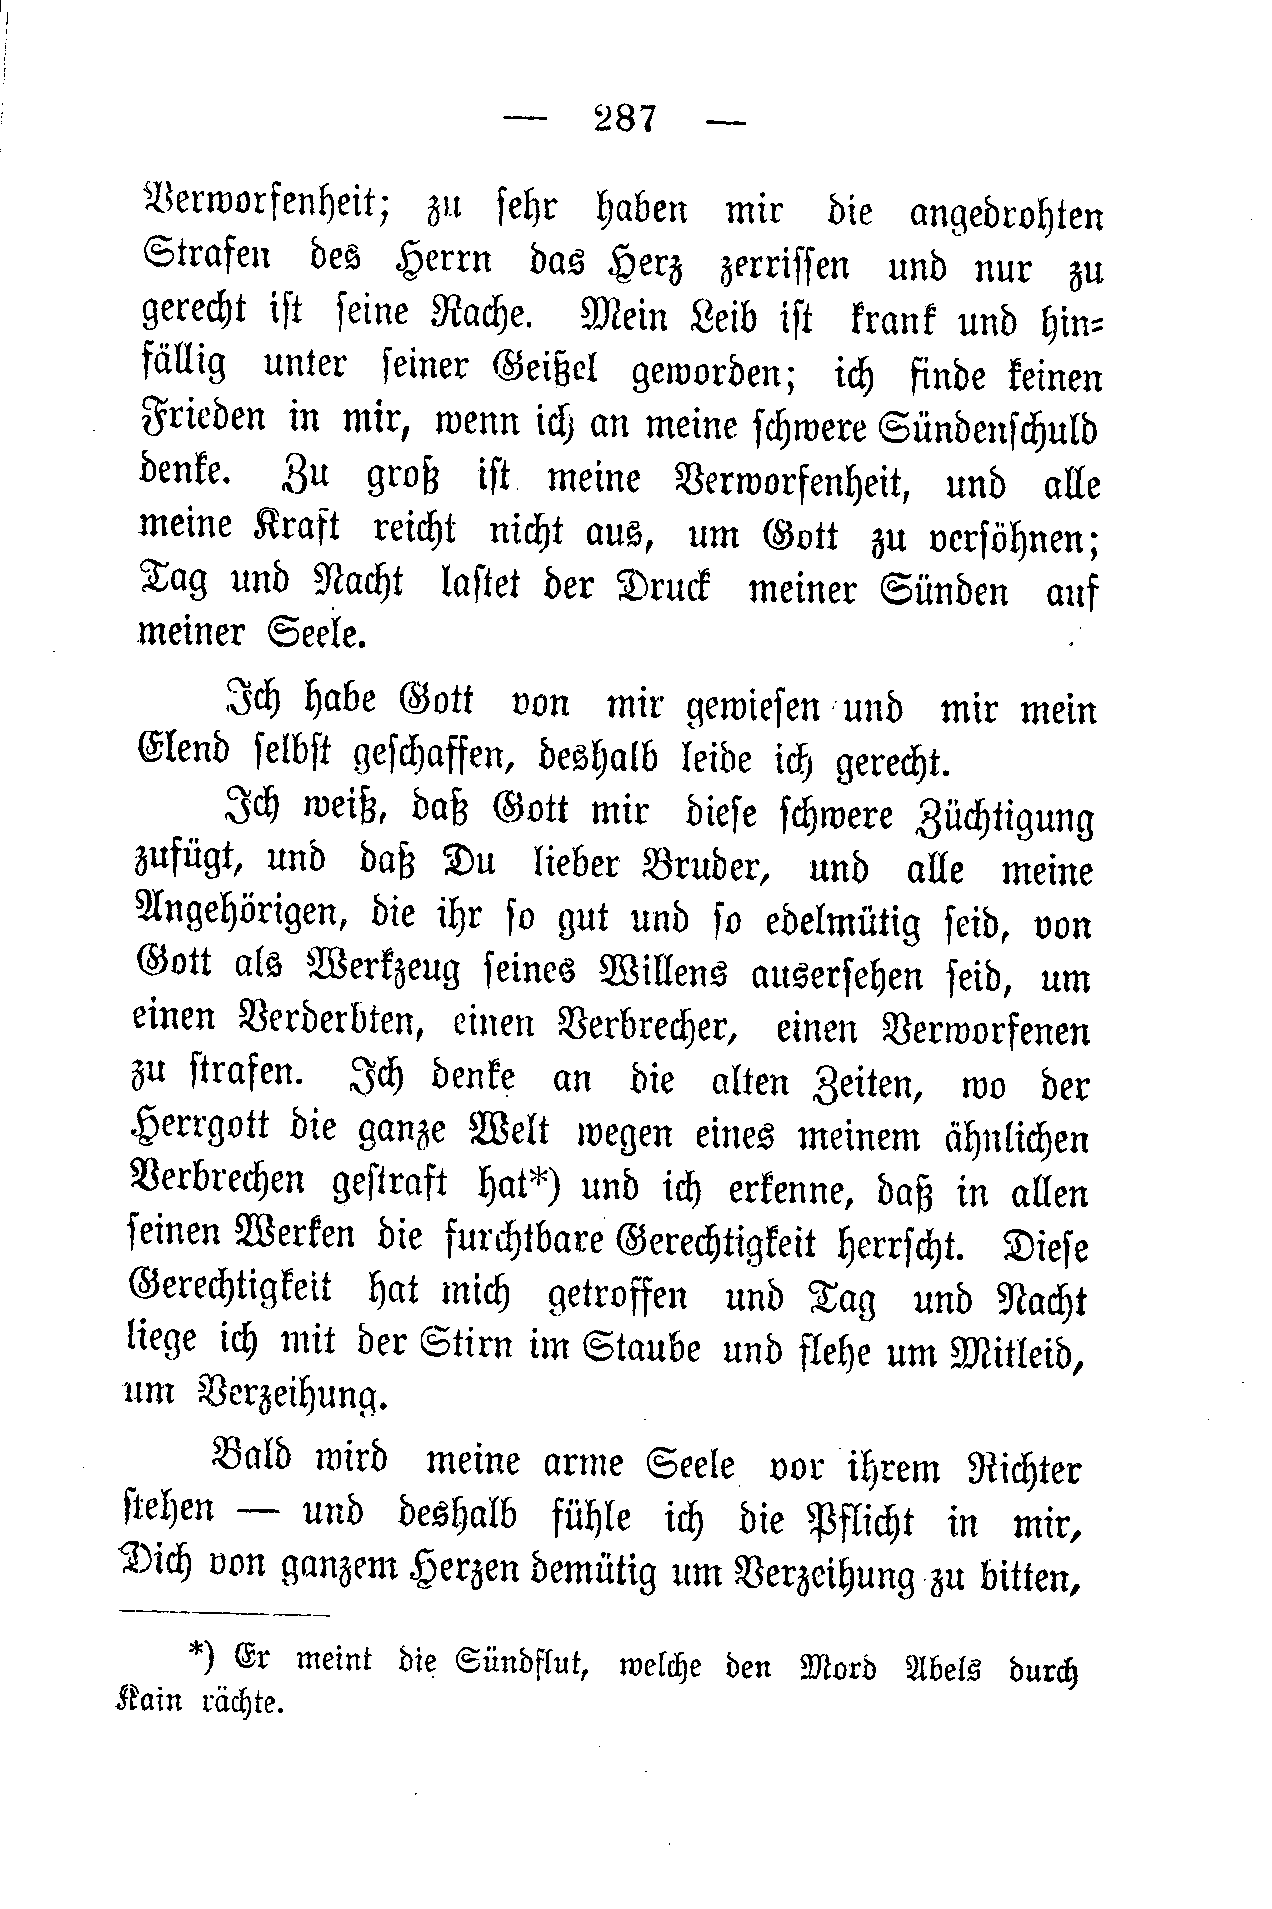 — 287 —
Verworfenheit; zu sehr haben mir die angedrohten
Strafen des Herrn das Herz zerrissen und nur zu
gerecht ist seine Rache. Mein Leib ist krank und hin=
fällig unter seiner Geißel geworden; ich finde keinen
Frieden in mir, wenn ich an meine schwere Sündenschuld
denke. Zu groß ist meine Verworfenheit, und alle
meine Kraft reicht nicht aus, um Gott zu versöhnen;
Tag und Nacht lastet der Druck meiner Sünden auf
meiner Seele.
Ich habe Gott von mir gewiesen und mir mein
Elend selbst geschaffen, deshalb leide ich gerecht.
Ich weiß, daß Gott mir diese schwere Züchtigung
zufügt, und daß Du lieber Bruder, und alle meine
Angehörigen, die ihr so gut und so edelmütig seid, von
Gott als Werkzeug seines Willens ausersehen seid, um
einen Verderbten, einen Verbrecher, einen Verworfenen
zu strafen. Ich denke an die alten Zeiten, wo der
Herrgott die ganze Welt wegen eines meinem ähnlichen
Verbrechen gestraft hat*) und ich erkenne, daß in allen
seinen Werken die furchtbare Gerechtigkeit herrscht. Diese
Gerechtigkeit hat mich getroffen und Tag und Nacht
liege ich mit der Stirn im Staube und flehe um Mitleid,
um Verzeihung.
Bald wird meine arme Seele vor ihrem Richter
stehen — und deshalb fühle ich die Pflicht in mir,
Dich von ganzem Herzen demütig um Verzeihung zu bitten,
*) Er meint die Sündflut, welche den Mord Abels durch
Kain rächte.